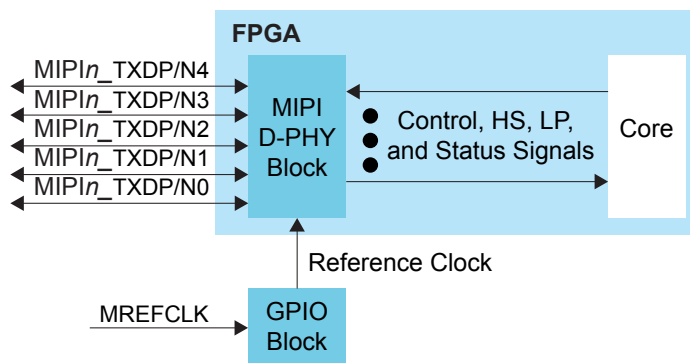 FPGA
MIPIn_TXDP/N4
MIPIn_TXDP/N3
MIPIn_TXDP/N2
MIPIn_TXDP/N1
MIPIn_TXDP/N0
MIPI
D-PHY
Block
Control, HS, LP,
and Status Signals
Core
Reference Clock
MREFCLK
GPIO
Block